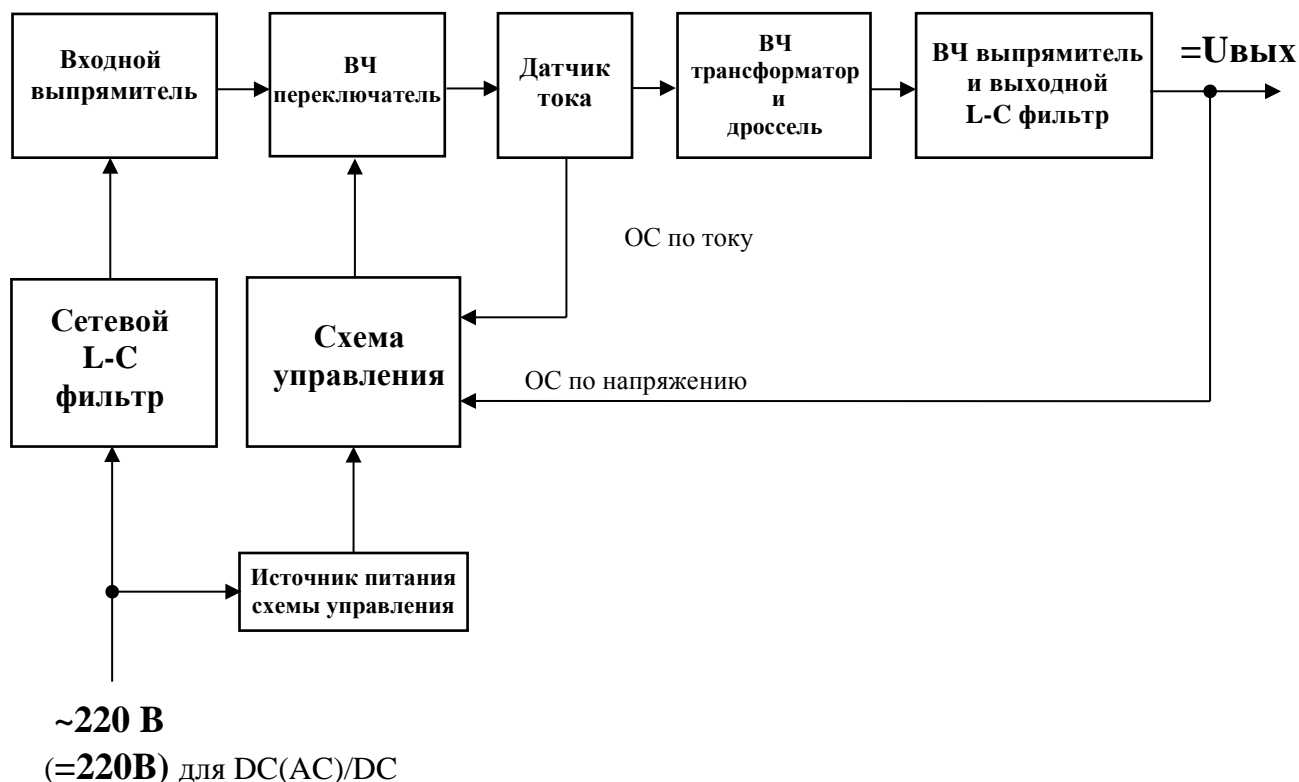 Входной
выпрямитель
ВЧ
переключатель
Датчик
тока
ВЧ
трансформатор
и
дроссель
ВЧ выпрямитель
и выходной
L-C фильтр
=Uвых
ОС по току
Сетевой
L-C
фильтр
Схема
управления
ОС по напряжению
Источник питания
схемы управления
~220 В
(=220В) для DC(AC)/DC